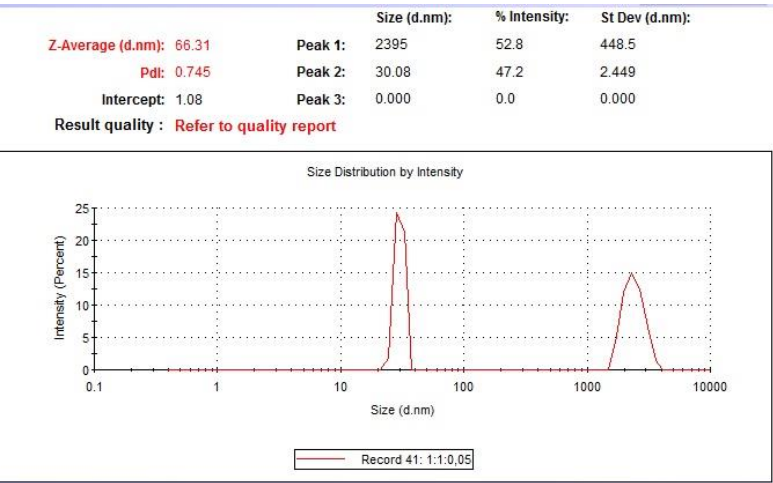 Size (d.nm): % Intensity: St Dev (d.nm):
Z-Average (d.nm): 66.31 Peak 1: 2395 52.8 448.5
PdI: 0.745 Peak 2: 30.08 47.2 2.449
Intercept: 1.08 Peak 3: 0.000 0.0 0.000
Result quality : Refer to quality report
Size Distribution by Intensity
Intensity (Percent)
25
20
15
10
5
0
0.1 1 10 100 1000 10000
Size (d.nm)
Record 41: 1:1:0,05